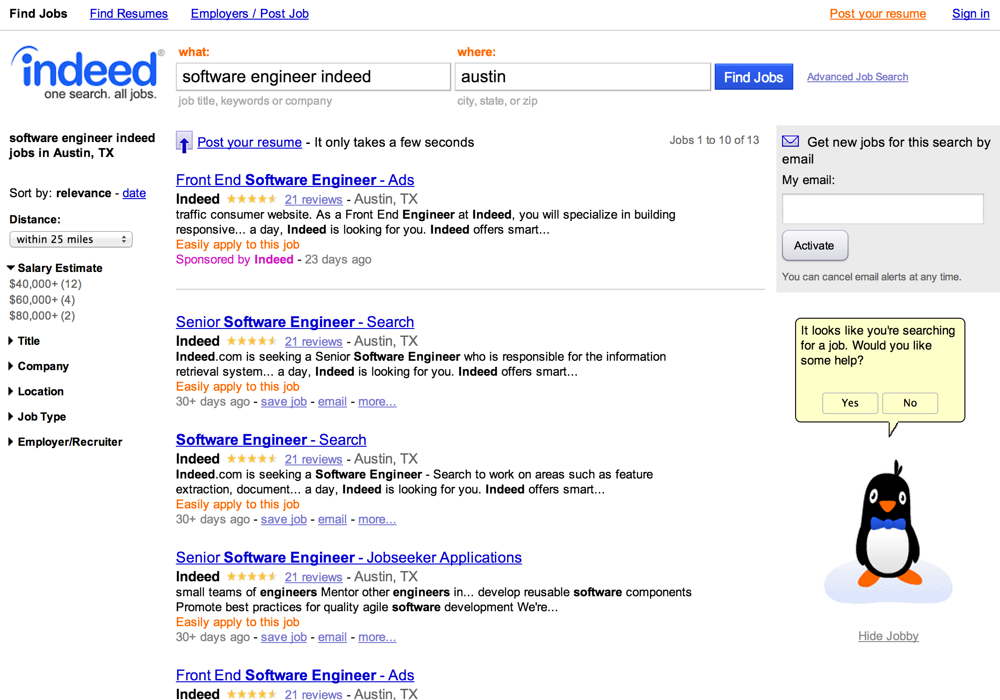 Find Jobs Find Resumes Employers / Post Job Post your resume Sign in
indeed®
one search. all jobs.
what:
software engineer indeed
job title, keywords or company
where:
austin
city, state, or zip
Find Jobs
Advanced Job Search
software engineer indeed
jobs in Austin, TX
Sort by: relevance - date
Distance:
within 25 miles
Salary Estimate
$40,000+ (12)
$60,000+ (4)
$80,000+ (2)
Title
Company
Location
Job Type
Employer/Recruiter
Post your resume - It only takes a few seconds
Jobs 1 to 10 of 13
Front End Software Engineer - Ads
Indeed 21 reviews - Austin, TX
traffic consumer website. As a Front End Engineer at Indeed, you will specialize in building
responsive... a day, Indeed is looking for you. Indeed offers smart...
Easily apply to this job
Sponsored by Indeed - 23 days ago
Senior Software Engineer - Search
Indeed 21 reviews - Austin, TX
Indeed.com is seeking a Senior Software Engineer who is responsible for the information
retrieval system... a day, Indeed is looking for you. Indeed offers smart...
Easily apply to this job
30+ days ago - save job - email - more...
Software Engineer - Search
Indeed 21 reviews - Austin, TX
Indeed.com is seeking a Software Engineer - Search to work on areas such as feature
extraction, document... a day, Indeed is looking for you. Indeed offers smart...
Easily apply to this job
30+ days ago - save job - email - more...
Senior Software Engineer - Jobseeker Applications
Indeed 21 reviews - Austin, TX
small teams of engineers Mentor other engineers in... develop reusable software components
Promote best practices for quality agile software development We're...
Easily apply to this job
30+ days ago - save job - email - more...
Front End Software Engineer - Ads
Indeed 21 reviews - Austin, TX
Get new jobs for this search by
email
My email:
Activate
You can cancel email alerts at any time.
It looks like you're searching
for a job. Would you like
some help?
Yes No
Hide Jobby